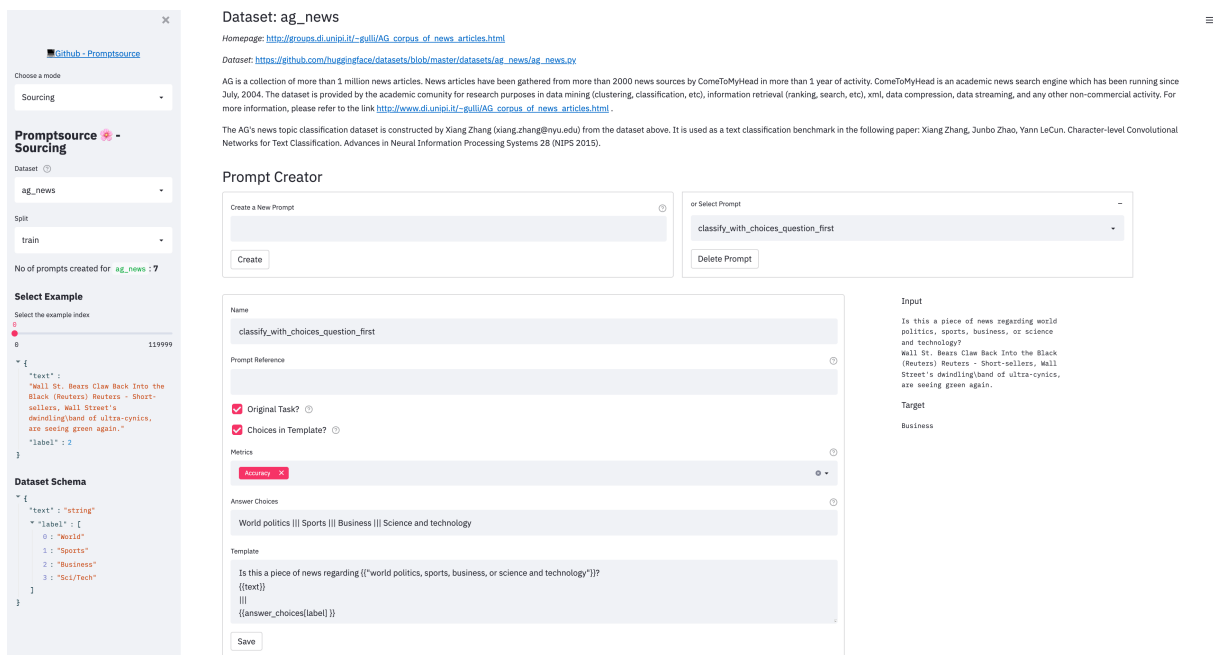 ×
Github - Promptsource
Choose a mode
Sourcing
Promptsource 🌸 -
Sourcing
Dataset
ag_news
Split
train
No of prompts created for ag_news : 7
Select Example
Select the example index
0
0 119999
{
"text" :
"Wall St. Bears Claw Back Into the
Black (Reuters) Reuters - Short-
sellers, Wall Street's
dwindling\band of ultra-cynics,
are seeing green again."
"label" : 2
}
Dataset Schema
{
"text" : "string"
"label" : [
0 : "World"
1 : "Sports"
2 : "Business"
3 : "Sci/Tech"
]
}
Dataset: ag_news
Homepage: http://groups.di.unipi.it/~gulli/AG_corpus_of_news_articles.html
Dataset: https://github.com/huggingface/datasets/blob/master/datasets/ag_news/ag_news.py
AG is a collection of more than 1 million news articles. News articles have been gathered from more than 2000 news sources by ComeToMyHead in more than 1 year of activity. ComeToMyHead is an academic news search engine which has been running since
July, 2004. The dataset is provided by the academic comunity for research purposes in data mining (clustering, classification, etc), information retrieval (ranking, search, etc), xml, data compression, data streaming, and any other non-commercial activity. For
more information, please refer to the link http://www.di.unipi.it/~gulli/AG_corpus_of_news_articles.html .
The AG's news topic classification dataset is constructed by Xiang Zhang (xiang.zhang@nyu.edu) from the dataset above. It is used as a text classification benchmark in the following paper: Xiang Zhang, Junbo Zhao, Yann LeCun. Character-level Convolutional
Networks for Text Classification. Advances in Neural Information Processing Systems 28 (NIPS 2015).
Prompt Creator
Create a New Prompt
Create
or Select Prompt
classify_with_choices_question_first
Delete Prompt
Name
classify_with_choices_question_first
Prompt Reference
Original Task?
Choices in Template?
Metrics
Accuracy ×
Answer Choices
World politics ||| Sports ||| Business ||| Science and technology
Template
Is this a piece of news regarding {{"world politics, sports, business, or science and technology"}}?
{{text}}
|||
{{answer_choices[label] }}
Save
Input
Is this a piece of news regarding world
politics, sports, business, or science
and technology?
Wall St. Bears Claw Back Into the Black
(Reuters) Reuters - Short-sellers, Wall
Street's dwindling\band of ultra-cynics,
are seeing green again.
Target
Business